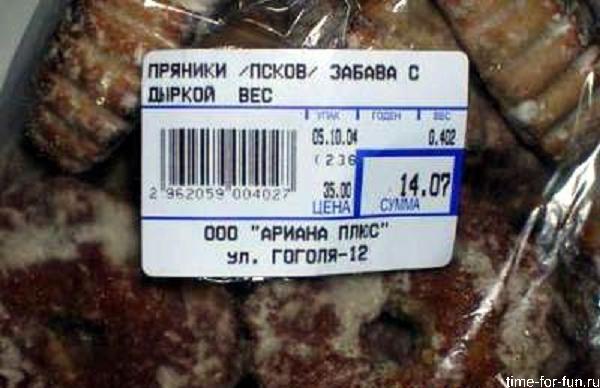 ПРЯНИКИ /ПСКОВ/ ЗАБАВА С
ДЫРКОЙ ВЕС
УПАК ГОДЕН ВЕС
05.10.04 0.402
(236
35.00 14.07
ЦЕНА СУММА
2 962059 004027
ООО "АРИАНА ПЛЮС"
УЛ. ГОГОЛЯ-12
time-for-fun.ru